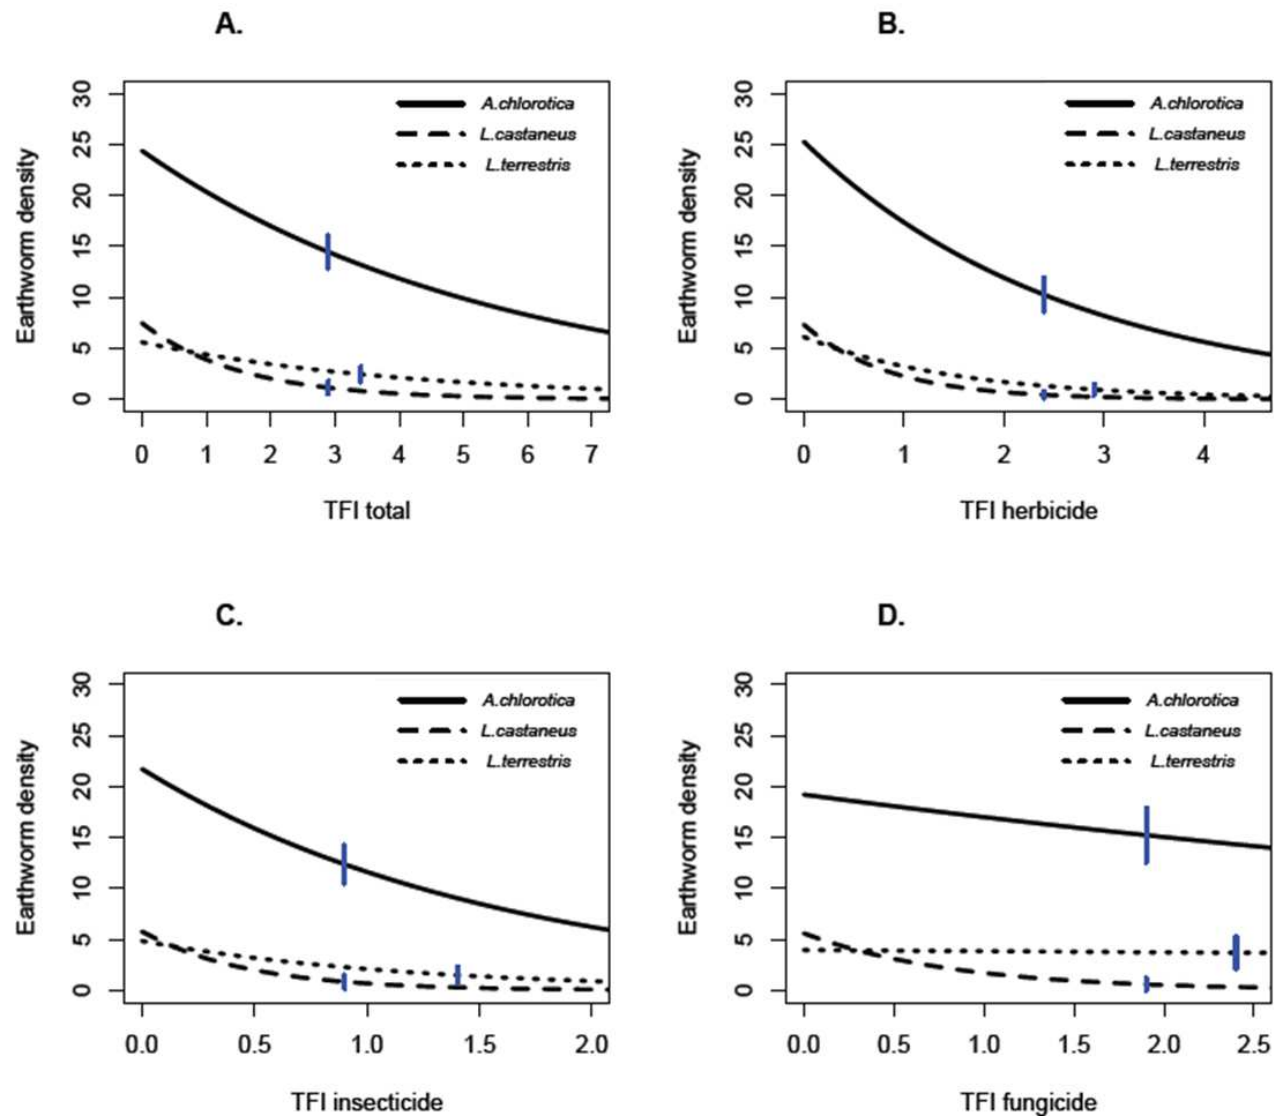 A.
Earthworm density
30
25
20
15
10
5
0
A.chlorotica
L.castaneus
L.terrestris
0 1 2 3 4 5 6 7
TFI total
B.
Earthworm density
30
25
20
15
10
5
0
A.chlorotica
L.castaneus
L.terrestris
0 1 2 3 4
TFI herbicide
C.
Earthworm density
30
25
20
15
10
5
0
A.chlorotica
L.castaneus
L.terrestris
0.0 0.5 1.0 1.5 2.0
TFI insecticide
D.
Earthworm density
30
25
20
15
10
5
0
A.chlorotica
L.castaneus
L.terrestris
0.0 0.5 1.0 1.5 2.0 2.5
TFI fungicide